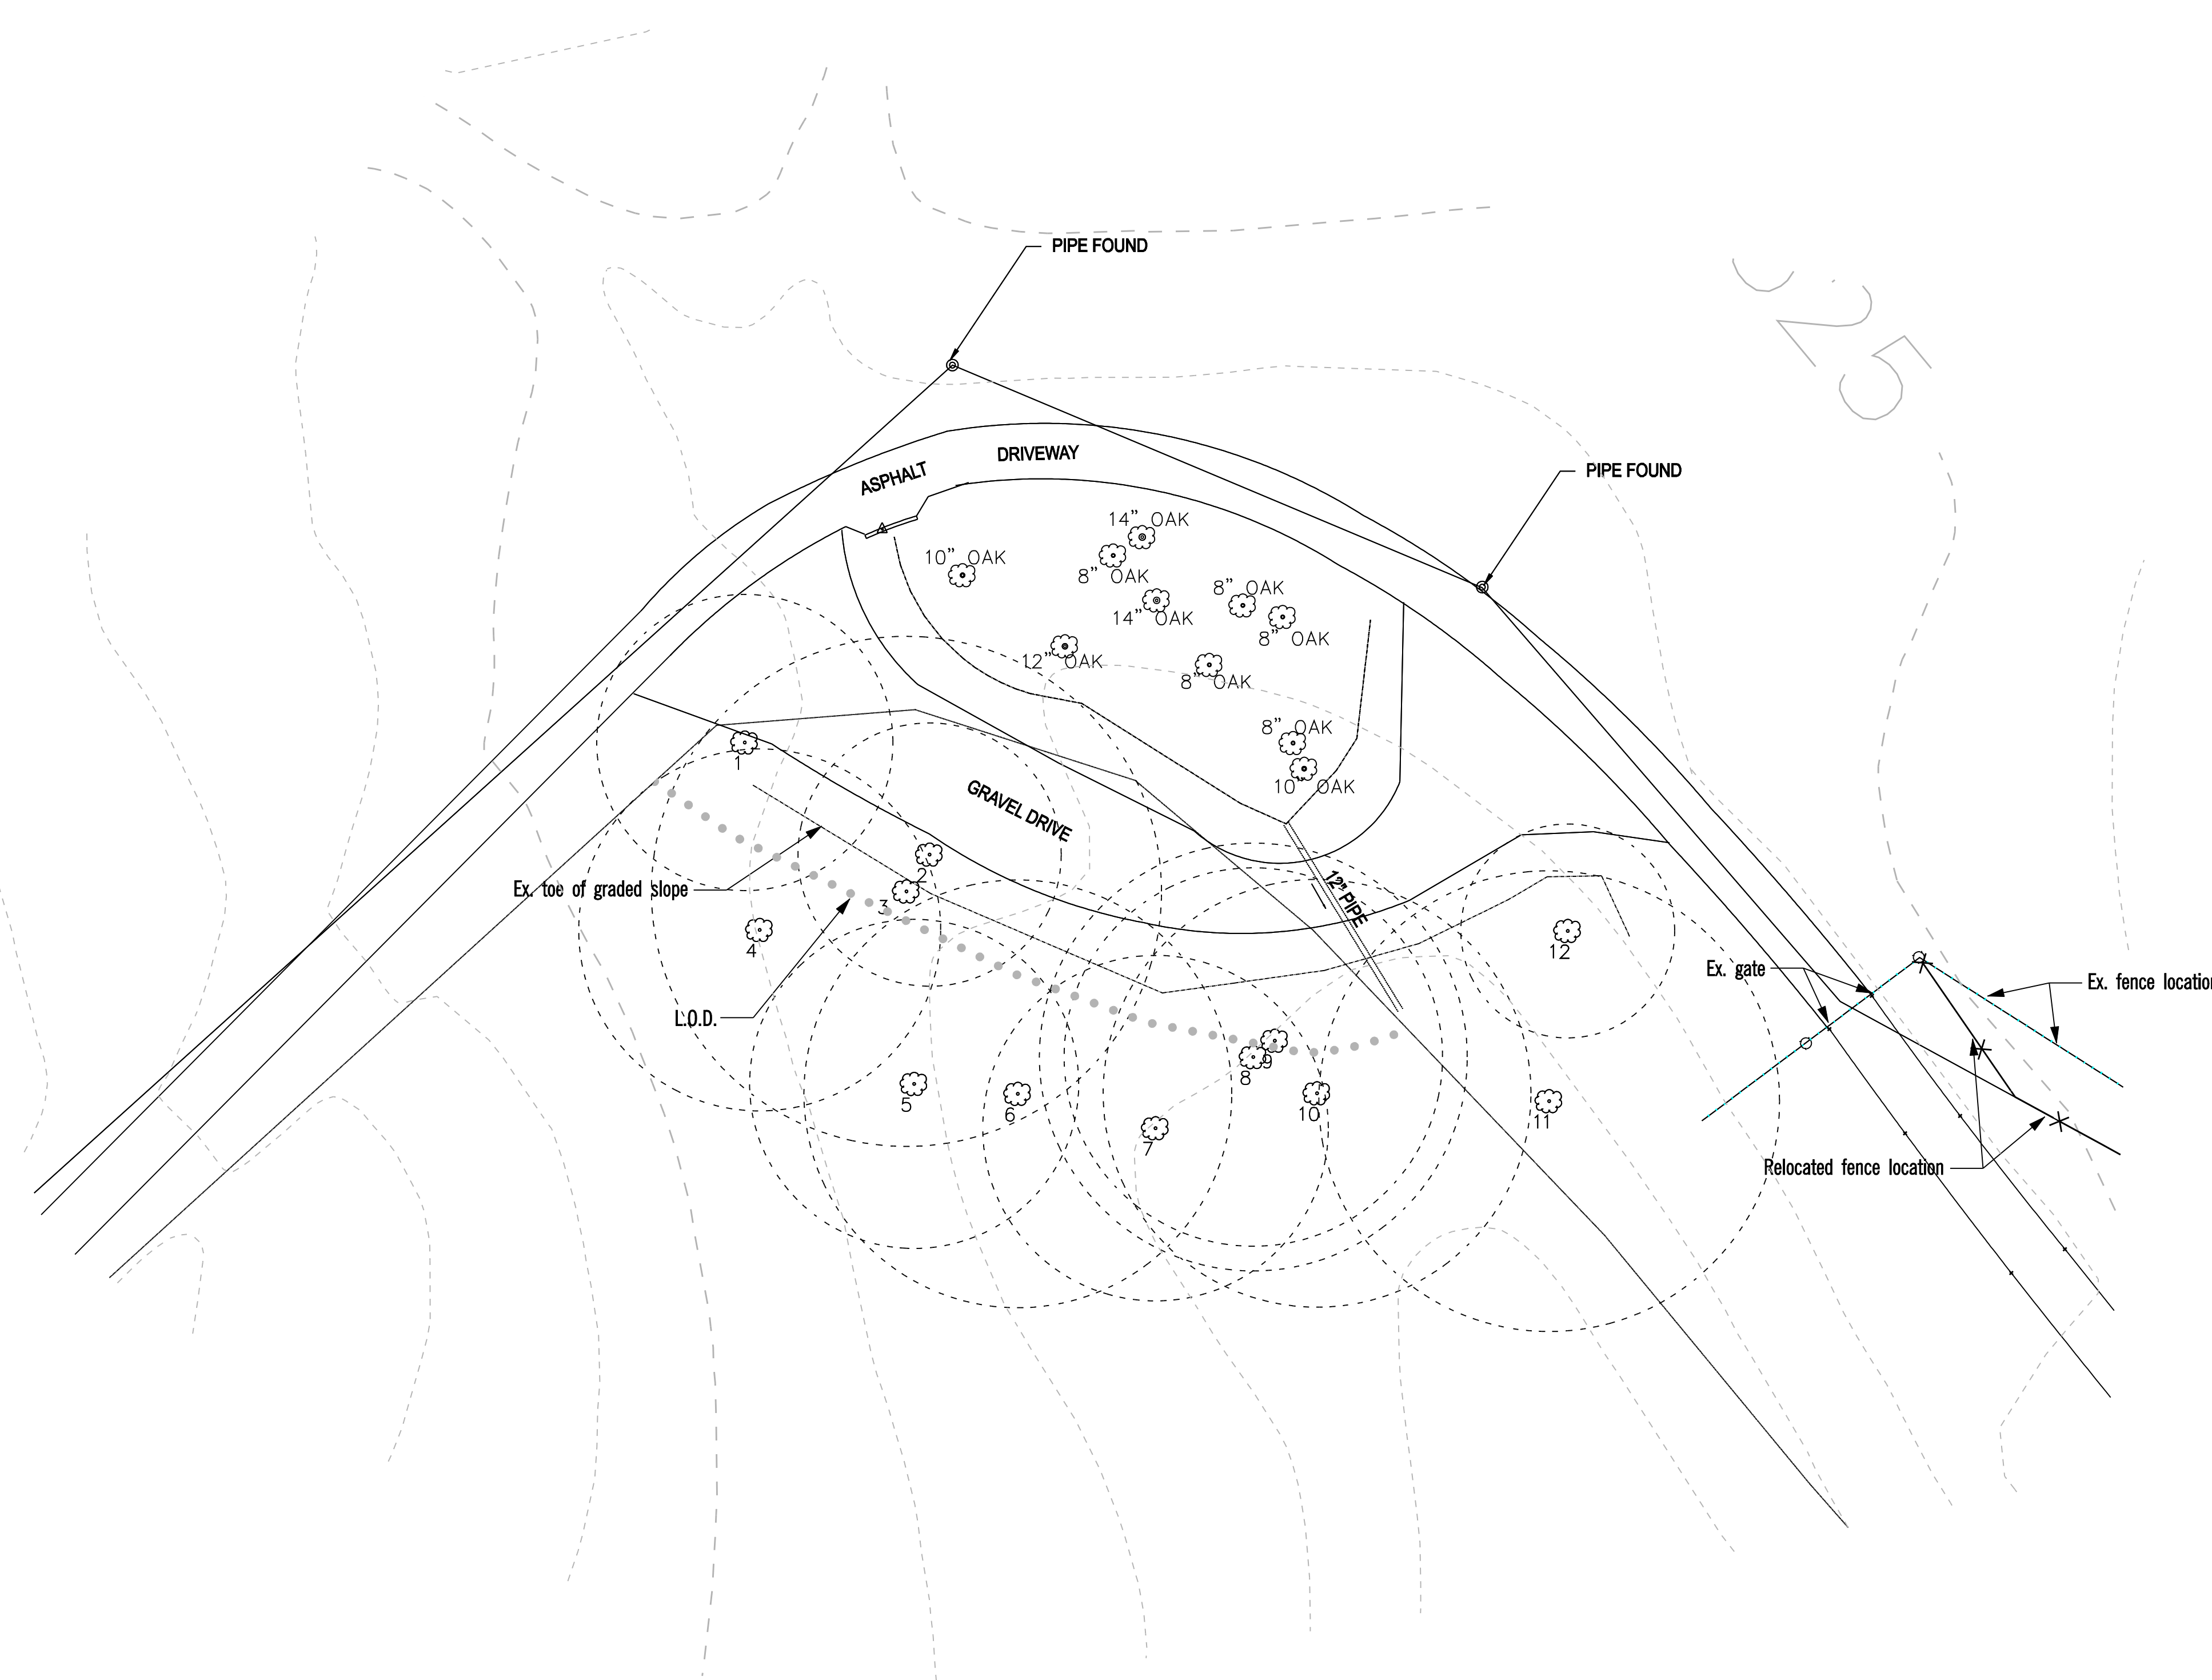 PIPE FOUND
325
ASPHALT DRIVEWAY
PIPE FOUND
14" OAK
10" OAK
8" OAK
8" OAK
14" OAK
8" OAK
12" OAK
8" OAK
8" OAK
10" OAK
1
GRAVEL DRIVE
2
Ex. toe of graded slope
3
12" PIPE
4
12
Ex. gate
Ex. fence location
L.O.D.
9
8
5
6
10
11
7
Relocated fence location